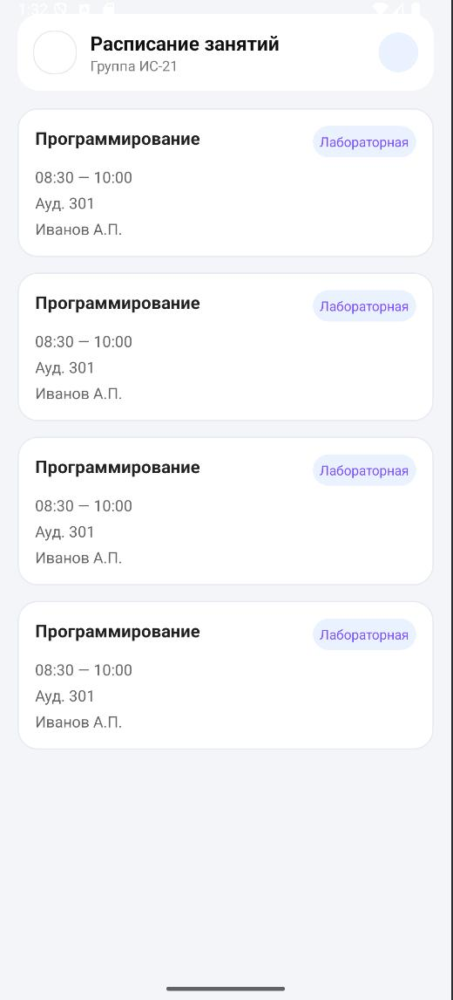 1:32
Расписание занятий
Группа ИС-21
Программирование
Лабораторная
08:30 — 10:00
Ауд. 301
Иванов А.П.
Программирование
Лабораторная
08:30 — 10:00
Ауд. 301
Иванов А.П.
Программирование
Лабораторная
08:30 — 10:00
Ауд. 301
Иванов А.П.
Программирование
Лабораторная
08:30 — 10:00
Ауд. 301
Иванов А.П.